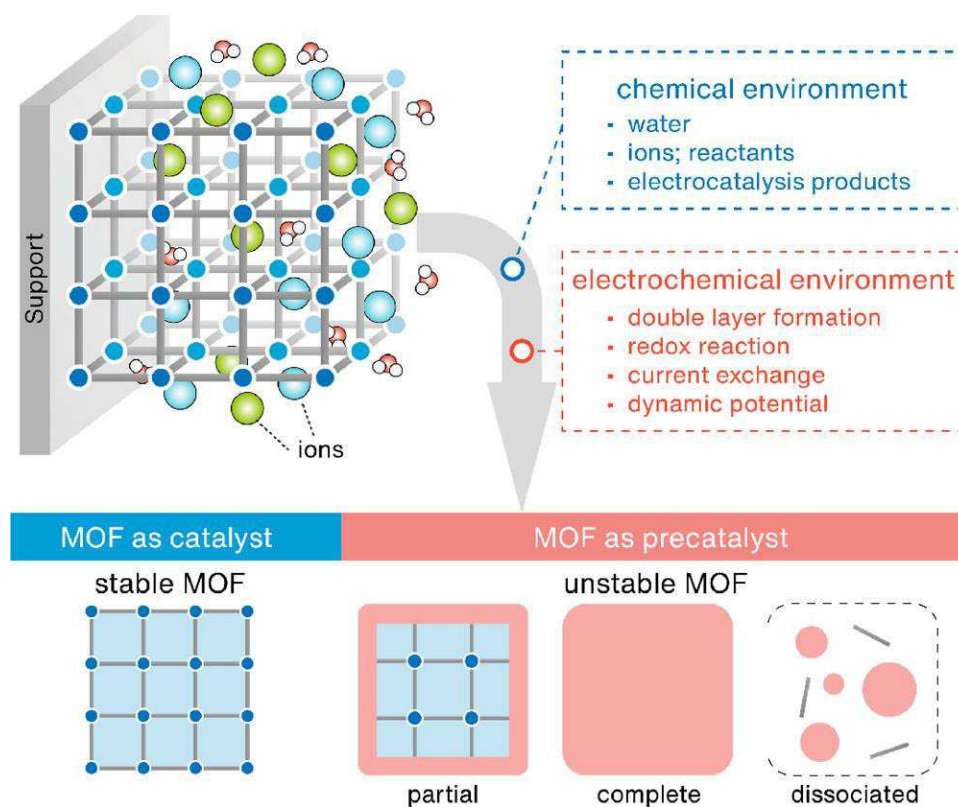 Support
ions
chemical environment
- water
- ions; reactants
- electrocatalysis products
electrochemical environment
- double layer formation
- redox reaction
- current exchange
- dynamic potential
MOF as catalyst
MOF as precatalyst
stable MOF
unstable MOF
partial
complete
dissociated